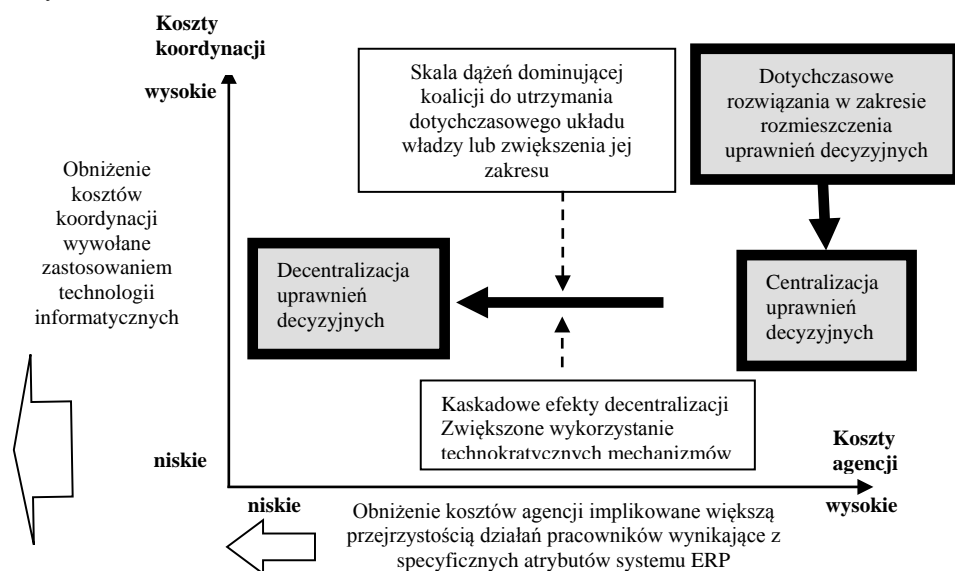 Koszty
koordynacji
wysokie
Skala dążeń dominującej
koalicji do utrzymania
dotychczasowego układu
władzy lub zwiększenia jej
zakresu
Dotychczasowe
rozwiązania w zakresie
rozmieszczenia
uprawnień decyzyjnych
Obniżenie
kosztów
koordynacji
wywołane
zastosowaniem
technologii
informatycznych
Decentralizacja
uprawnień
decyzyjnych
Centralizacja
uprawnień
decyzyjnych
Kaskadowe efekty decentralizacji
Zwiększone wykorzystanie
technokratycznych mechanizmów
niskie
Koszty
agencji
wysokie
niskie
Obniżenie kosztów agencji implikowane większą
przejrzystością działań pracowników wynikające z
specyficznych atrybutów systemu ERP